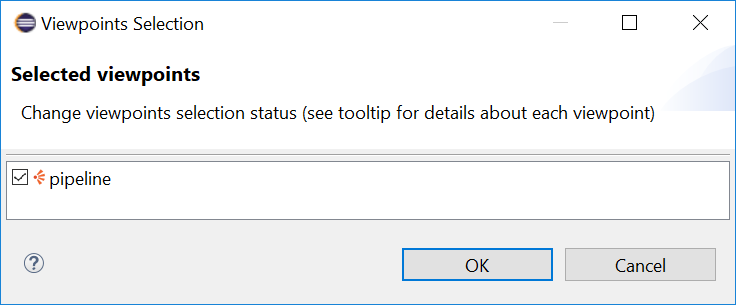 Viewpoints Selection
Selected viewpoints
Change viewpoints selection status (see tooltip for details about each viewpoint)
pipeline
?
OK
Cancel